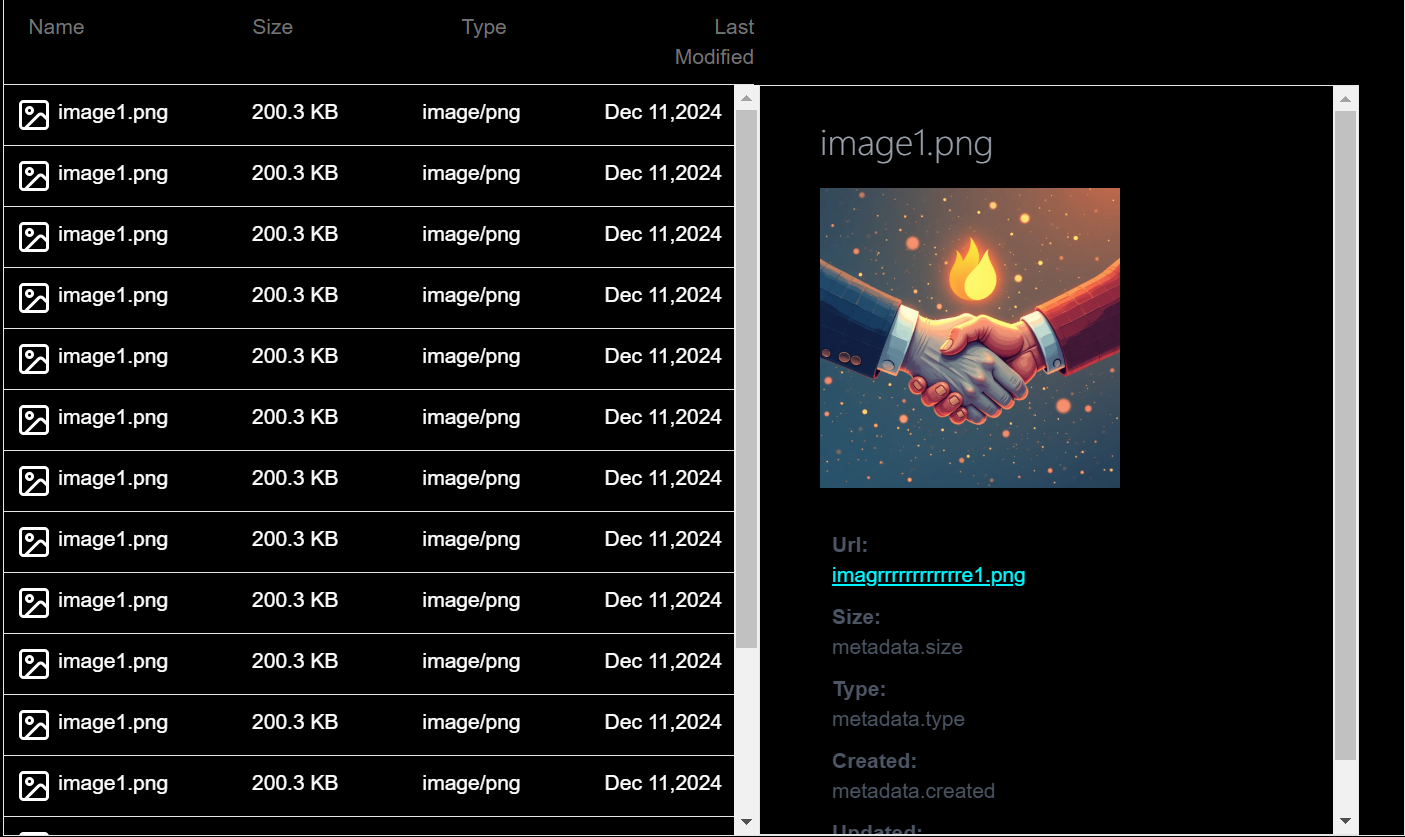 Name Size Type Last
Modified
image1.png 200.3 KB image/png Dec 11,2024
image1.png 200.3 KB image/png Dec 11,2024
image1.png 200.3 KB image/png Dec 11,2024
image1.png 200.3 KB image/png Dec 11,2024
image1.png 200.3 KB image/png Dec 11,2024
image1.png 200.3 KB image/png Dec 11,2024
image1.png 200.3 KB image/png Dec 11,2024
image1.png 200.3 KB image/png Dec 11,2024
image1.png 200.3 KB image/png Dec 11,2024
image1.png 200.3 KB image/png Dec 11,2024
image1.png 200.3 KB image/png Dec 11,2024
image1.png 200.3 KB image/png Dec 11,2024
image1.png
Url:
imagrrrrrrrrrrrre1.png
Size:
metadata.size
Type:
metadata.type
Created:
metadata.created
Updated: